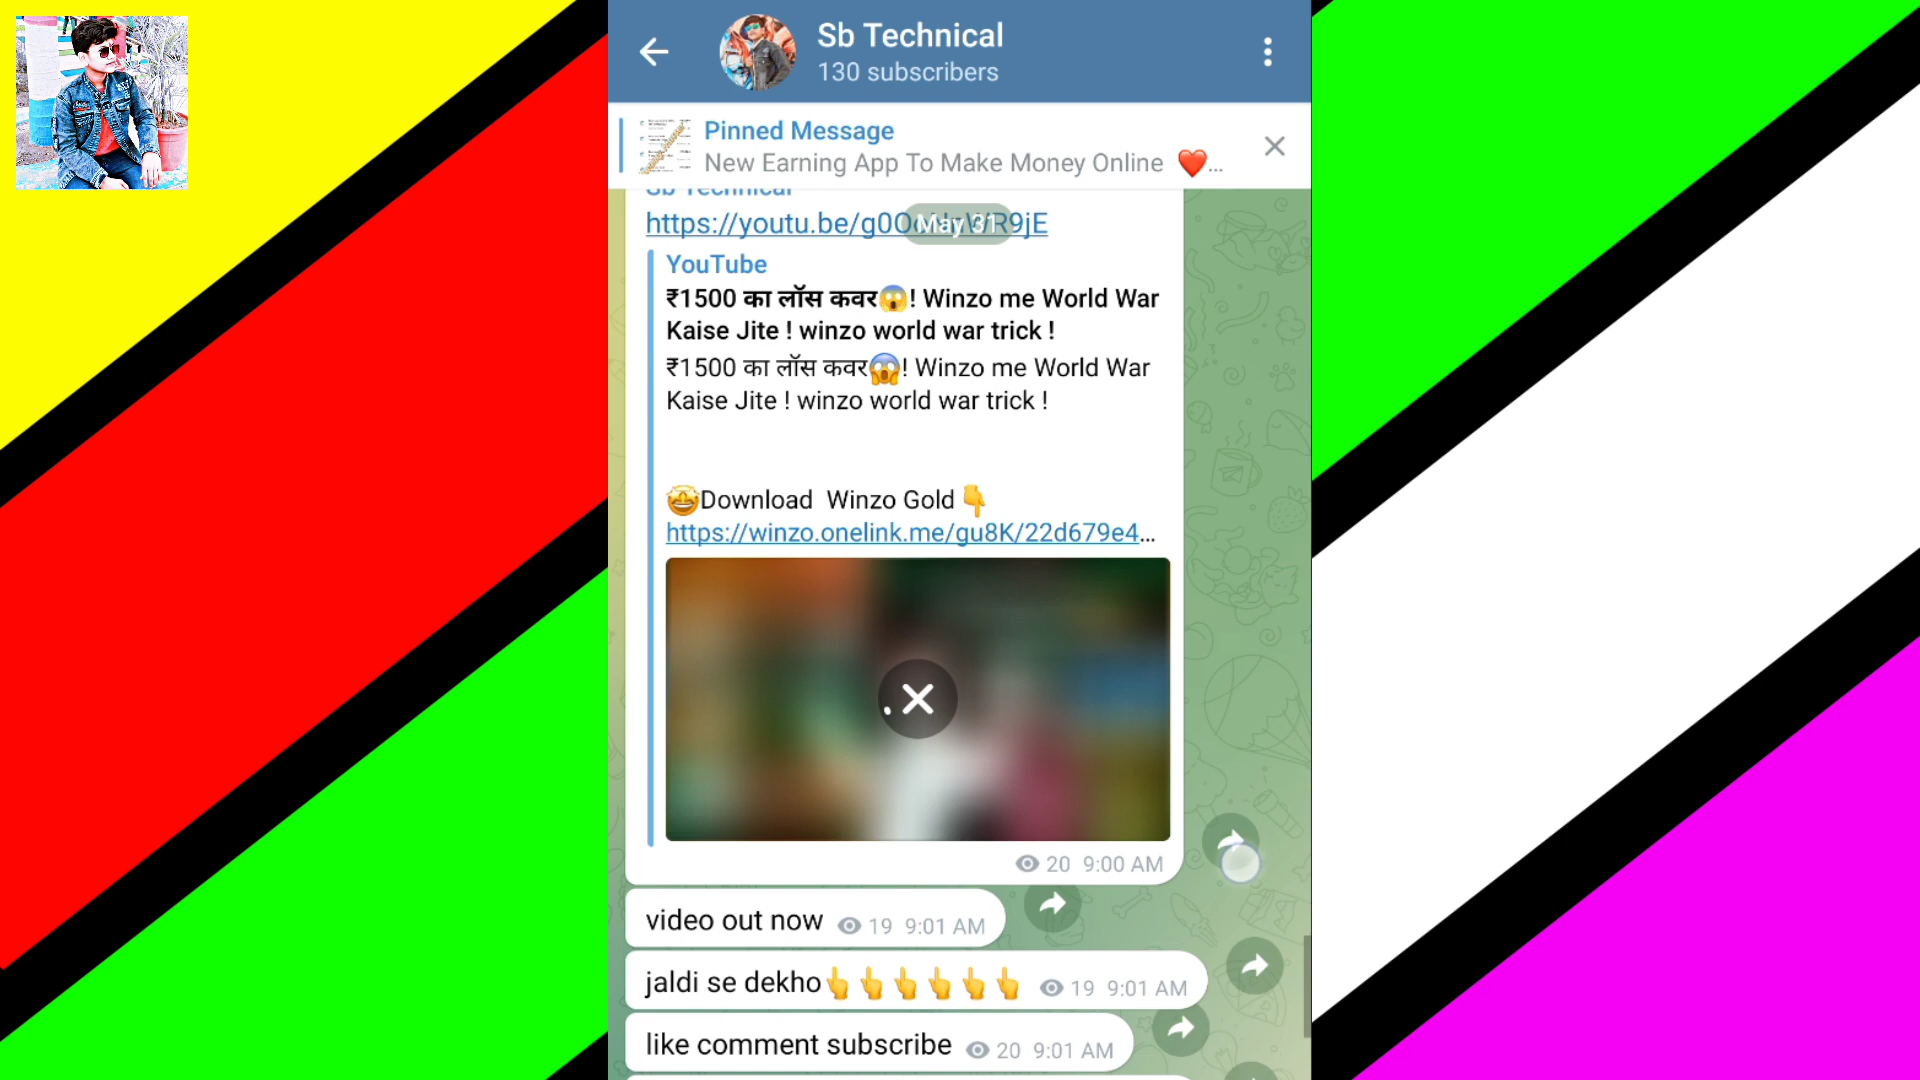 Sb Technical
130 subscribers
Pinned Message
New Earning App To Make Money Online ❤️...
Sb Technical
https://youtu.be/g0O
May 31
R9jE
YouTube
₹1500 का लॉस कवर😱! Winzo me World War
Kaise Jite ! winzo world war trick !
₹1500 का लॉस कवर😱! Winzo me World War
Kaise Jite ! winzo world war trick !
🤩Download Winzo Gold 👇
https://winzo.onelink.me/gu8K/22d679e4...
20 9:00 AM
video out now 19 9:01 AM
jaldi se dekho👆👆👆👆👆👆 19 9:01 AM
like comment subscribe 20 9:01 AM